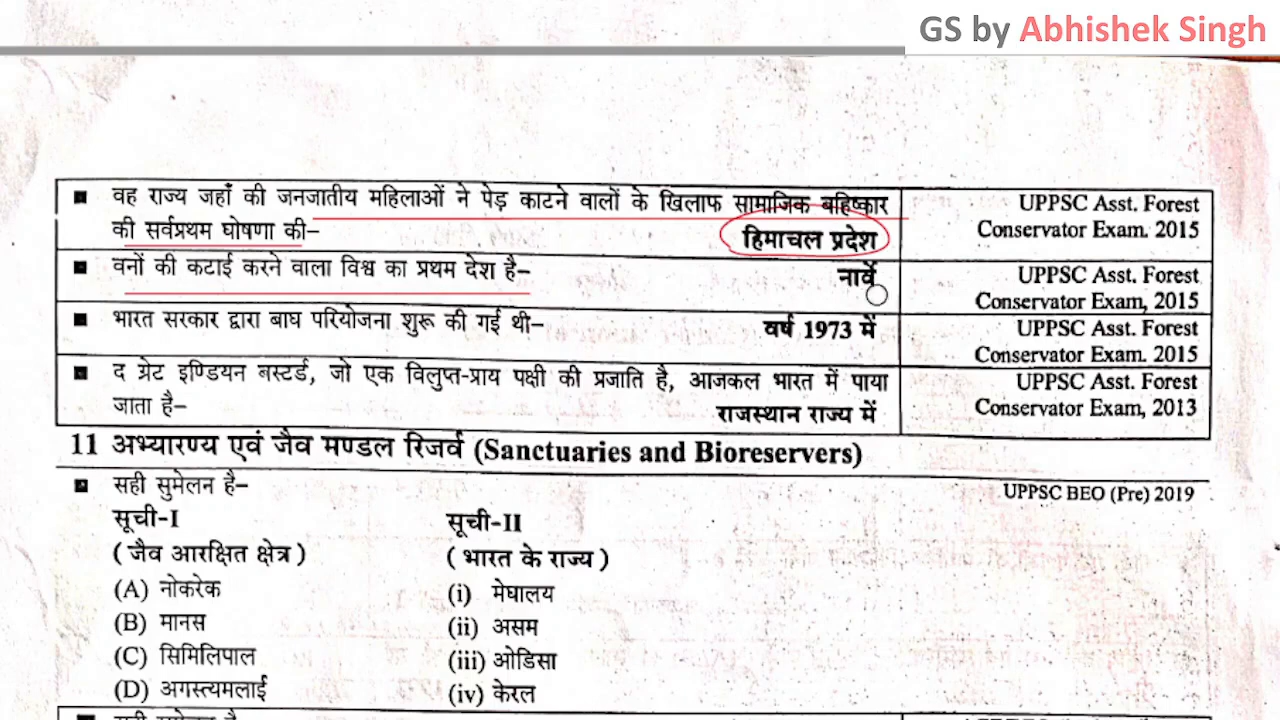 GS by Abhishek Singh
■ वह राज्य जहाँ की जनजातीय महिलाओं ने पेड़ काटने वालों के खिलाफ सामाजिक बहिष्कार UPPSC Asst. Forest
की सर्वप्रथम घोषणा की– हिमाचल प्रदेश Conservator Exam. 2015
■ वनों की कटाई करने वाला विश्व का प्रथम देश है– नार्वे UPPSC Asst. Forest
Conservator Exam, 2015
■ भारत सरकार द्वारा बाघ परियोजना शुरू की गई थी– वर्ष 1973 में UPPSC Asst. Forest
Conservator Exam. 2015
■ द ग्रेट इण्डियन बस्टर्ड, जो एक विलुप्त-प्राय पक्षी की प्रजाति है, आजकल भारत में पाया UPPSC Asst. Forest
जाता है– राजस्थान राज्य में Conservator Exam, 2013
11 अभ्यारण्य एवं जैव मण्डल रिजर्व (Sanctuaries and Bioreservers)
■ सही सुमेलन है– UPPSC BEO (Pre) 2019
सूची-I सूची-II
(जैव आरक्षित क्षेत्र) (भारत के राज्य)
(A) नोकरेक (i) मेघालय
(B) मानस (ii) असम
(C) सिमिलिपाल (iii) ओडिसा
(D) अगस्त्यमलाई (iv) केरल